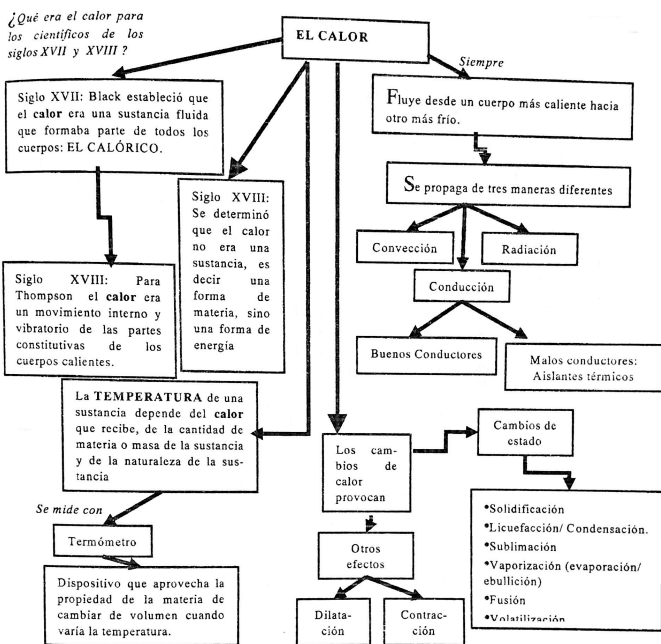 ¿Qué era el calor para
los científicos de los
siglos XVII y XVIII ?
EL CALOR
Siempre
Siglo XVII: Black estableció que
el calor era una sustancia fluida
que formaba parte de todos los
cuerpos: EL CALÓRICO.
Fluye desde un cuerpo más caliente hacia
otro más frío.
Siglo XVIII:
Se determinó
que el calor
no era una
sustancia, es
decir una
forma de
materia, sino
una forma de
energía
Se propaga de tres maneras diferentes
Convección
Radiación
Conducción
Siglo XVIII: Para
Thompson el calor era
un movimiento interno y
vibratorio de las partes
constitutivas de los
cuerpos calientes.
Buenos Conductores
Malos conductores:
Aislantes térmicos
La TEMPERATURA de una
sustancia depende del calor
que recibe, de la cantidad de
materia o masa de la sustancia
y de la naturaleza de la sus-
tancia
Los cam-
bios de
calor
provocan
Cambios de
estado
Se mide con
Termómetro
Otros
efectos
•Solidificación
•Licuefacción/ Condensación.
•Sublimación
•Vaporización (evaporación/
ebullición)
•Fusión
•Volatilización
Dispositivo que aprovecha la
propiedad de la materia de
cambiar de volumen cuando
varía la temperatura.
Dilata-
ción
Contrac-
ción